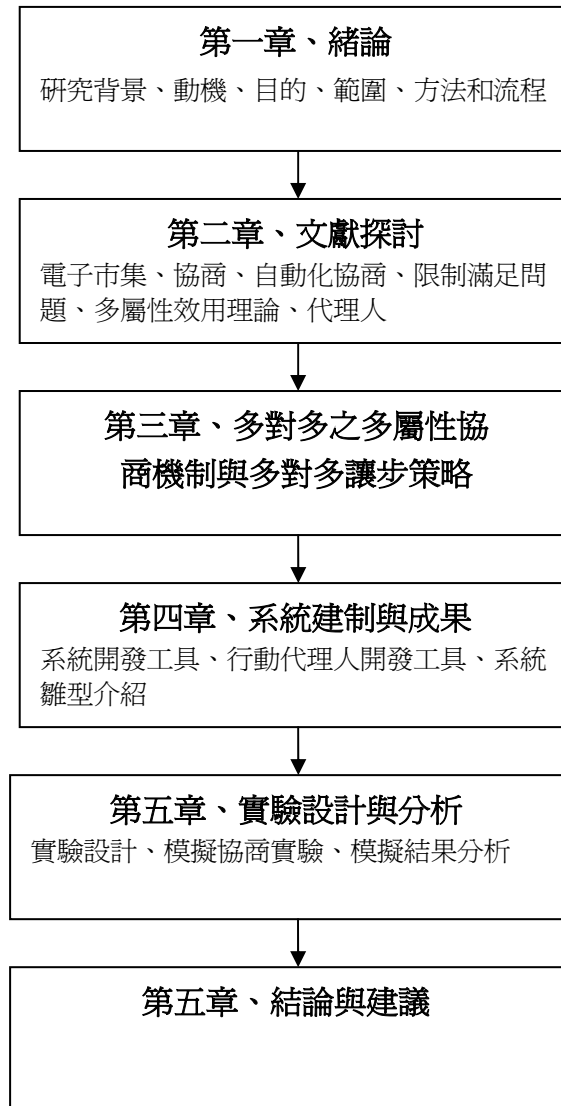 第一章、緒論
研究背景、動機、目的、範圍、方法和流程
第二章、文獻探討
電子市集、協商、自動化協商、限制滿足問
題、多屬性效用理論、代理人
第三章、多對多之多屬性協
商機制與多對多讓步策略
第四章、系統建制與成果
系統開發工具、行動代理人開發工具、系統
雛型介紹
第五章、實驗設計與分析
實驗設計、模擬協商實驗、模擬結果分析
第五章、結論與建議